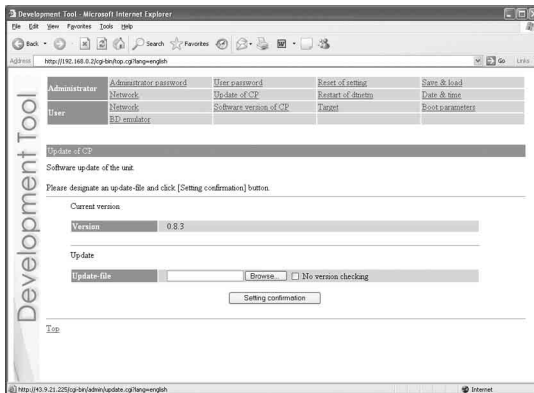 Development Tool - Microsoft Internet Explorer
File Edit View Favorites Tools Help
Back Search Favorites
Address http://192.168.0.2/cgi-bin/top.cgi?lang=english Go Links
Development Tool
Administrator
Administrator password User password Reset of setting Save & load
Network Update of CP Restart of dnetm Date & time
User
Network Software version of CP Target Boot parameters
BD emulator
Update of CP
Software update of the unit.
Please designate an update-file and click [Setting confirmation] button.
Current version
Version 0.8.3
Update
Update-file Browse... No version checking
Setting confirmation
Top
http://43.9.21.225/cgi-bin/admin/update.cgi?lang=english Internet